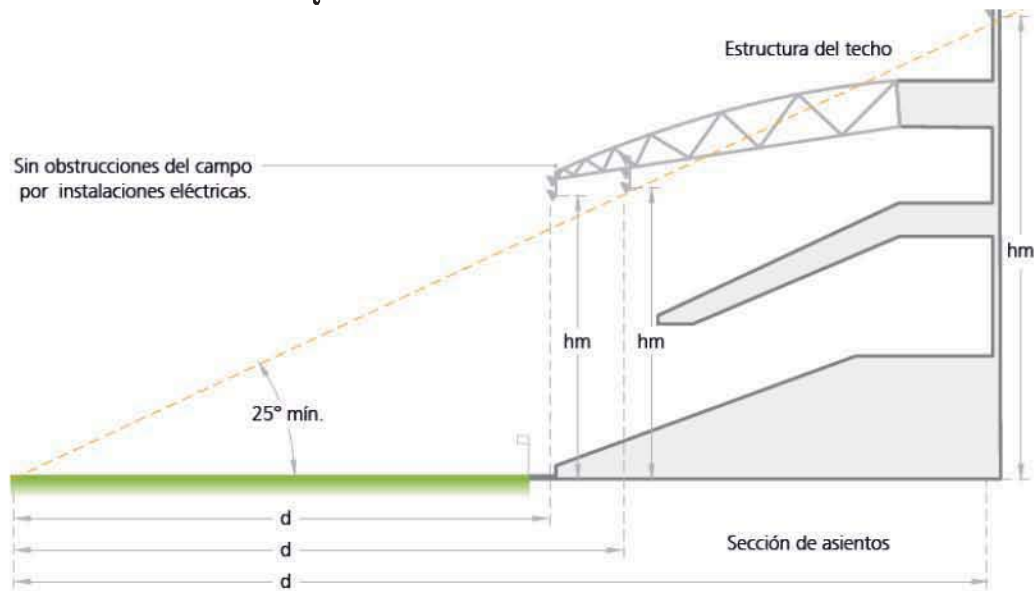 Estructura del techo
Sin obstrucciones del campo
por instalaciones eléctricas.
hm
hm
hm
25° mín.
d
d
Sección de asientos
d